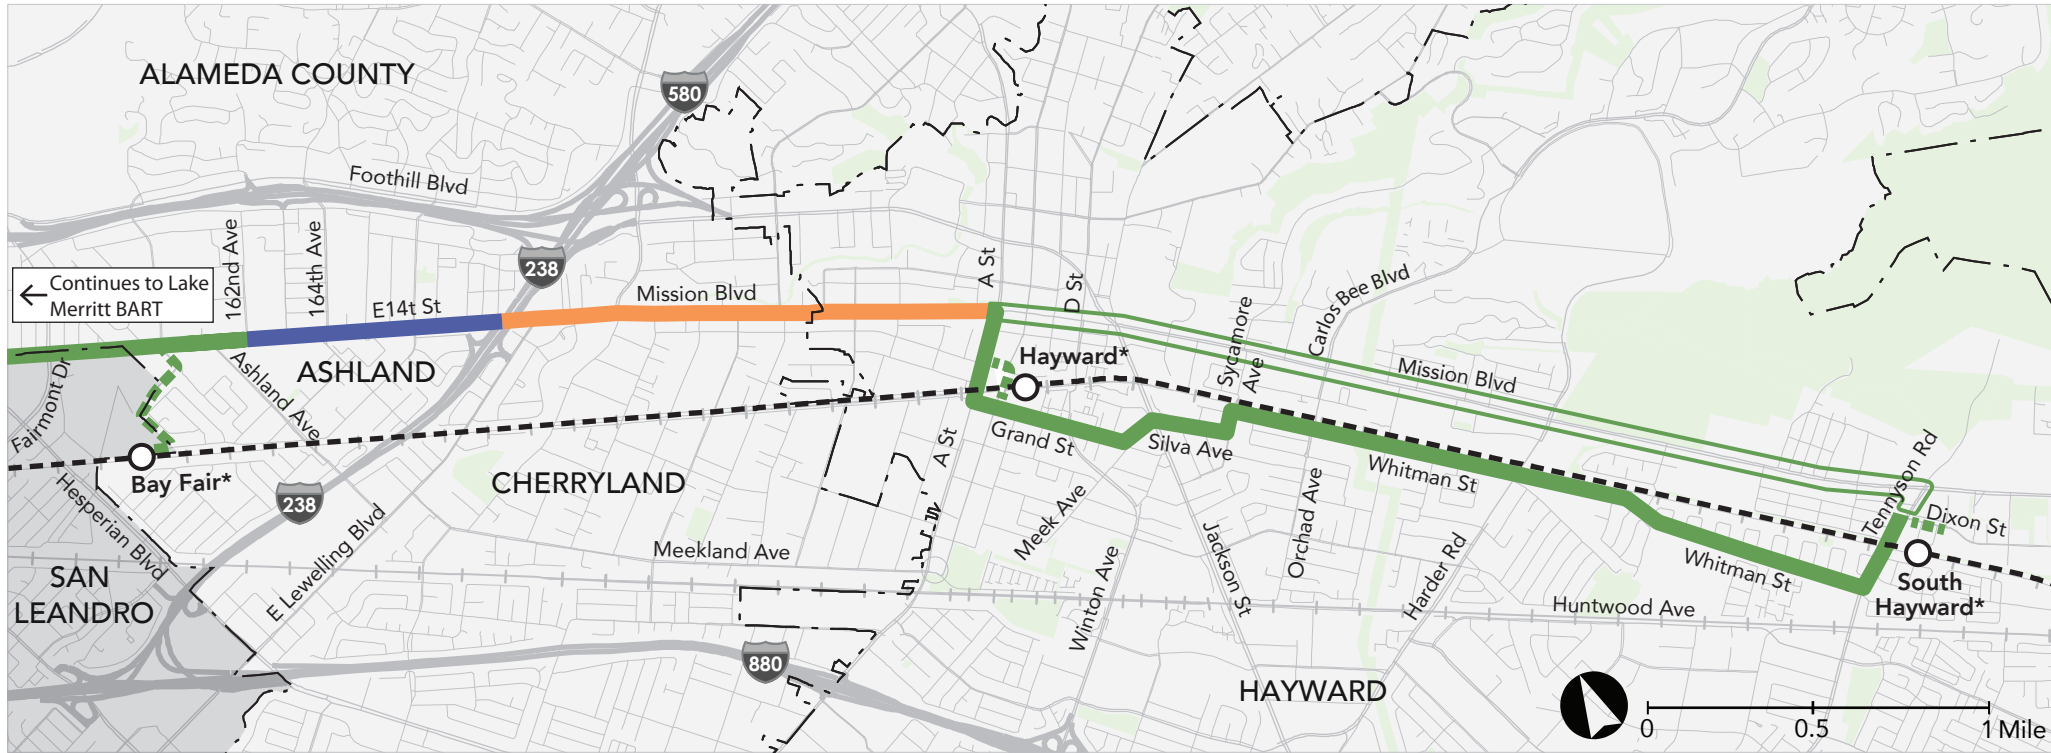 ALAMEDA COUNTY
580
Foothill Blvd
162nd Ave
164th Ave
238
A St
Continues to Lake
Merritt BART
E14t St
Mission Blvd
D St
Sycamore
Ave
Carlos Bee Blvd
Fairmont Dr
Ashland Ave
ASHLAND
Hayward*
Mission Blvd
Bay Fair*
Hesperian Blvd
238
E Lewelling Blvd
CHERRYLAND
A St
Grand St
Silva Ave
Whitman St
Tennyson Rd
Dixon St
Meek Ave
Orchad Ave
Meekland Ave
Winton Ave
Jackson St
Harder Rd
Whitman St
South
Hayward*
SAN
LEANDRO
Huntwood Ave
880
HAYWARD
0
0.5
1 Mile